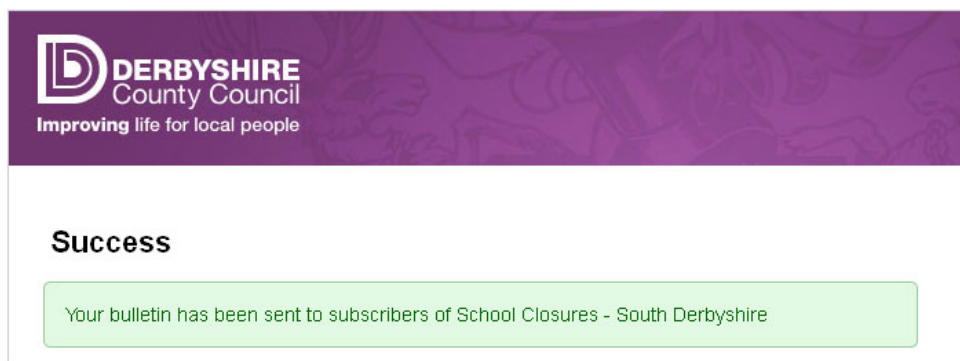 DERBYSHIRE
County Council
Improving life for local people
Success
Your bulletin has been sent to subscribers of School Closures - South Derbyshire